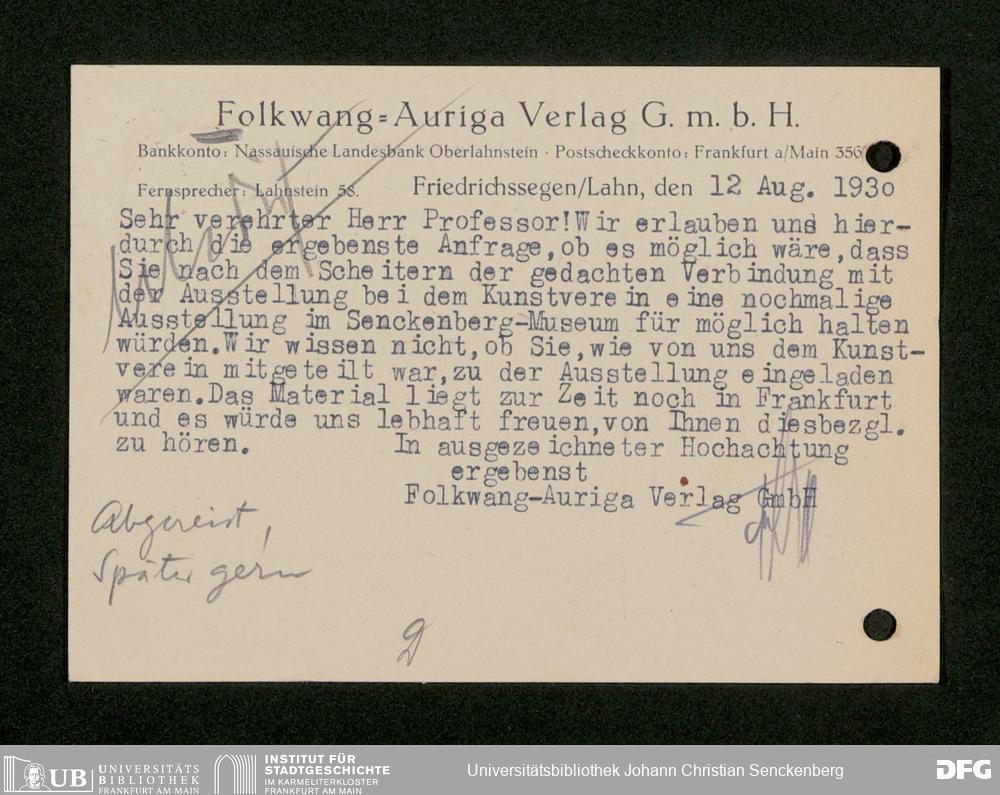 Folkwang=Auriga Verlag G. m. b. H.
Bankkonto: Nassauische Landesbank Oberlahnstein · Postscheckkonto: Frankfurt a/Main 356
Fernsprecher: Lahnstein 58.
Friedrichssegen/Lahn, den 12 Aug. 1930
Sehr verehrter Herr Professor!Wir erlauben uns hier-
durch die ergebenste Anfrage,ob es möglich wäre,dass
Sie nach dem Scheitern der gedachten Verbindung mit
der Ausstellung bei dem Kunstverein eine nochmalige
Ausstellung im Senckenberg-Museum für möglich halten
würden.Wir wissen nicht,ob Sie,wie von uns dem Kunst-
verein mitgeteilt war,zu der Ausstellung eingeladen
waren.Das Material liegt zur Zeit noch in Frankfurt
und es würde uns lebhaft freuen,von Ihnen diesbezgl.
zu hören. In ausgezeichneter Hochachtung
ergebenst
Folkwang-Auriga Verlag GmbH
Abgereist,
Später gern
D
UB UNIVERSITÄTS
BIBLIOTHEK
FRANKFURT AM MAIN
INSTITUT FÜR
STADTGESCHICHTE
IM KARMELITERKLOSTER
FRANKFURT AM MAIN
Universitätsbibliothek Johann Christian Senckenberg
DFG